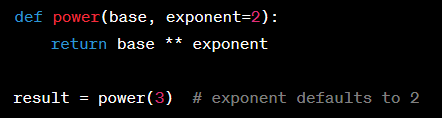 def power(base, exponent=2):
    return base ** exponent

result = power(3)  # exponent defaults to 2